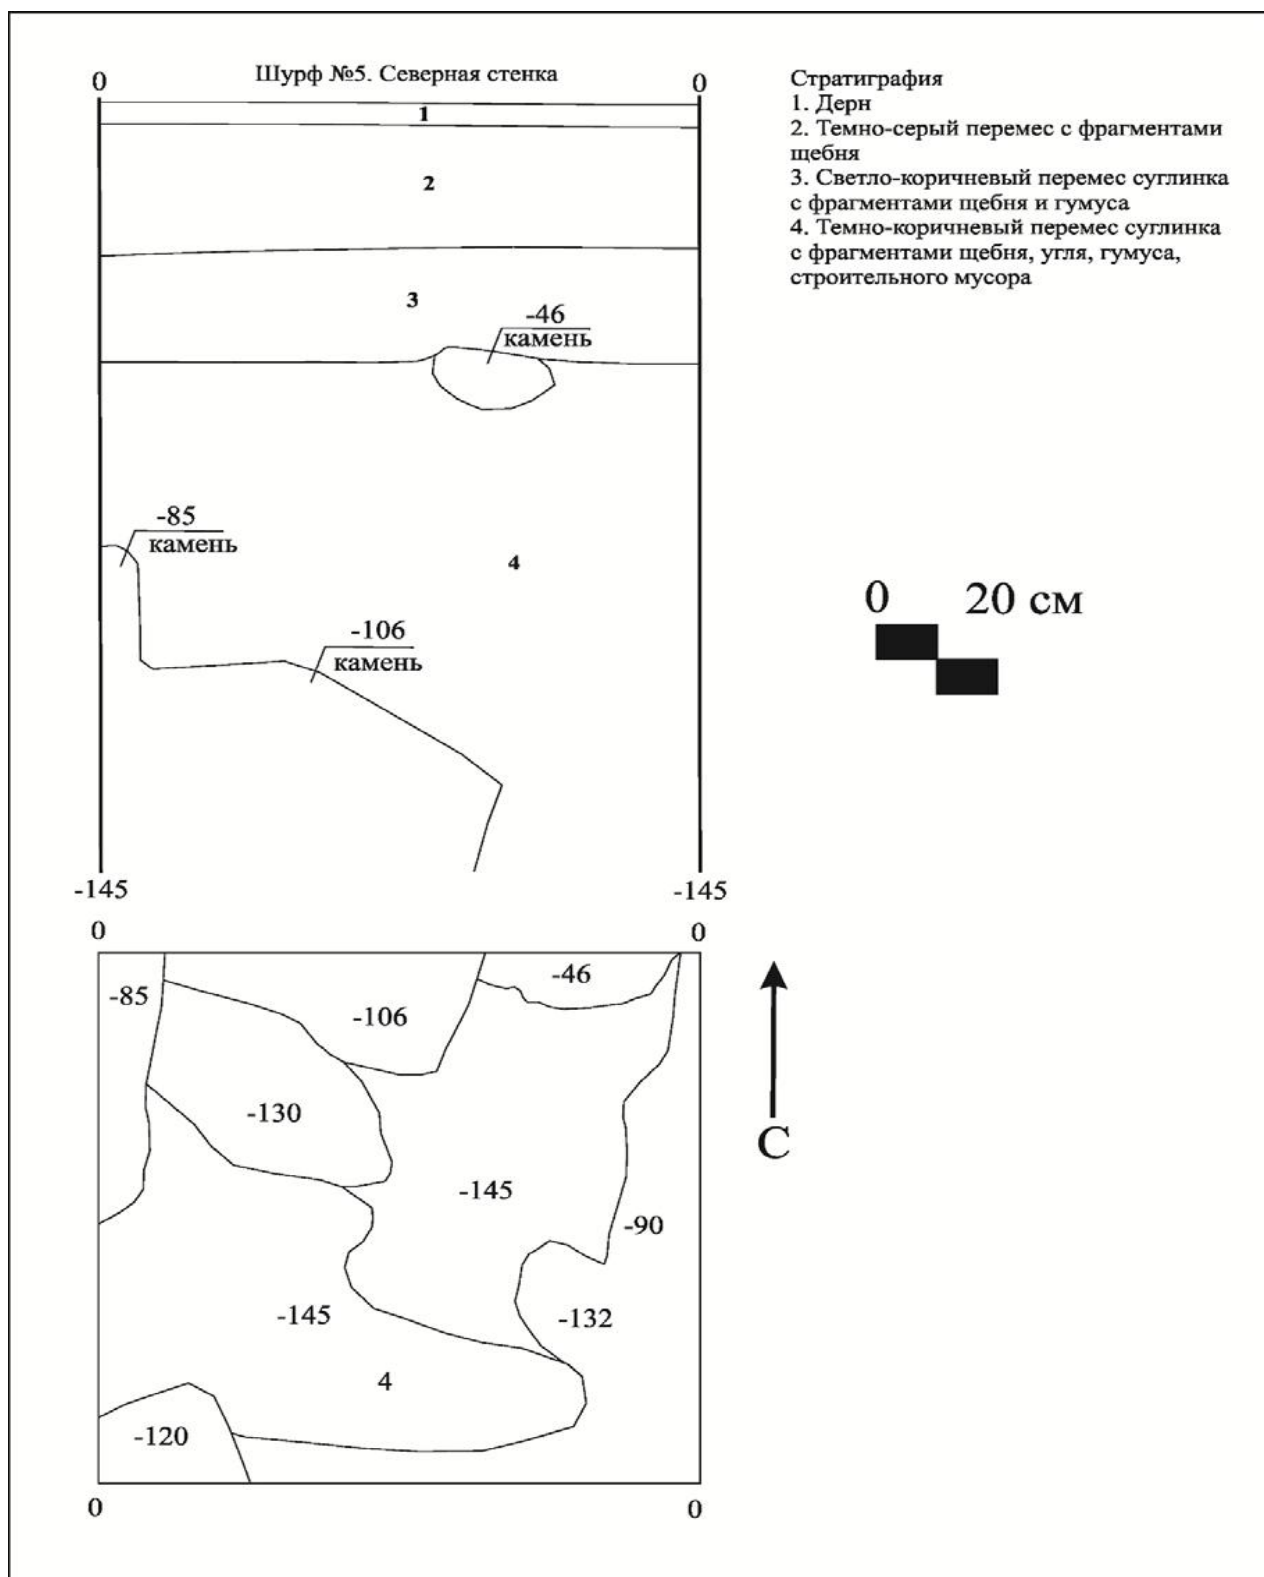 Шурф №5. Северная стенка
0
0
1
2
3
-46
камень
-85
камень
4
-106
камень
-145
-145
Стратиграфия
1. Дерн
2. Темно-серый перемес с фрагментами
щебня
3. Светло-коричневый перемес суглинка
с фрагментами щебня и гумуса
4. Темно-коричневый перемес суглинка
с фрагментами щебня, угля, гумуса,
строительного мусора
0 20 см
0
0
-85
-46
-106
-130
-145
-90
-145
-132
4
-120
0
0
С